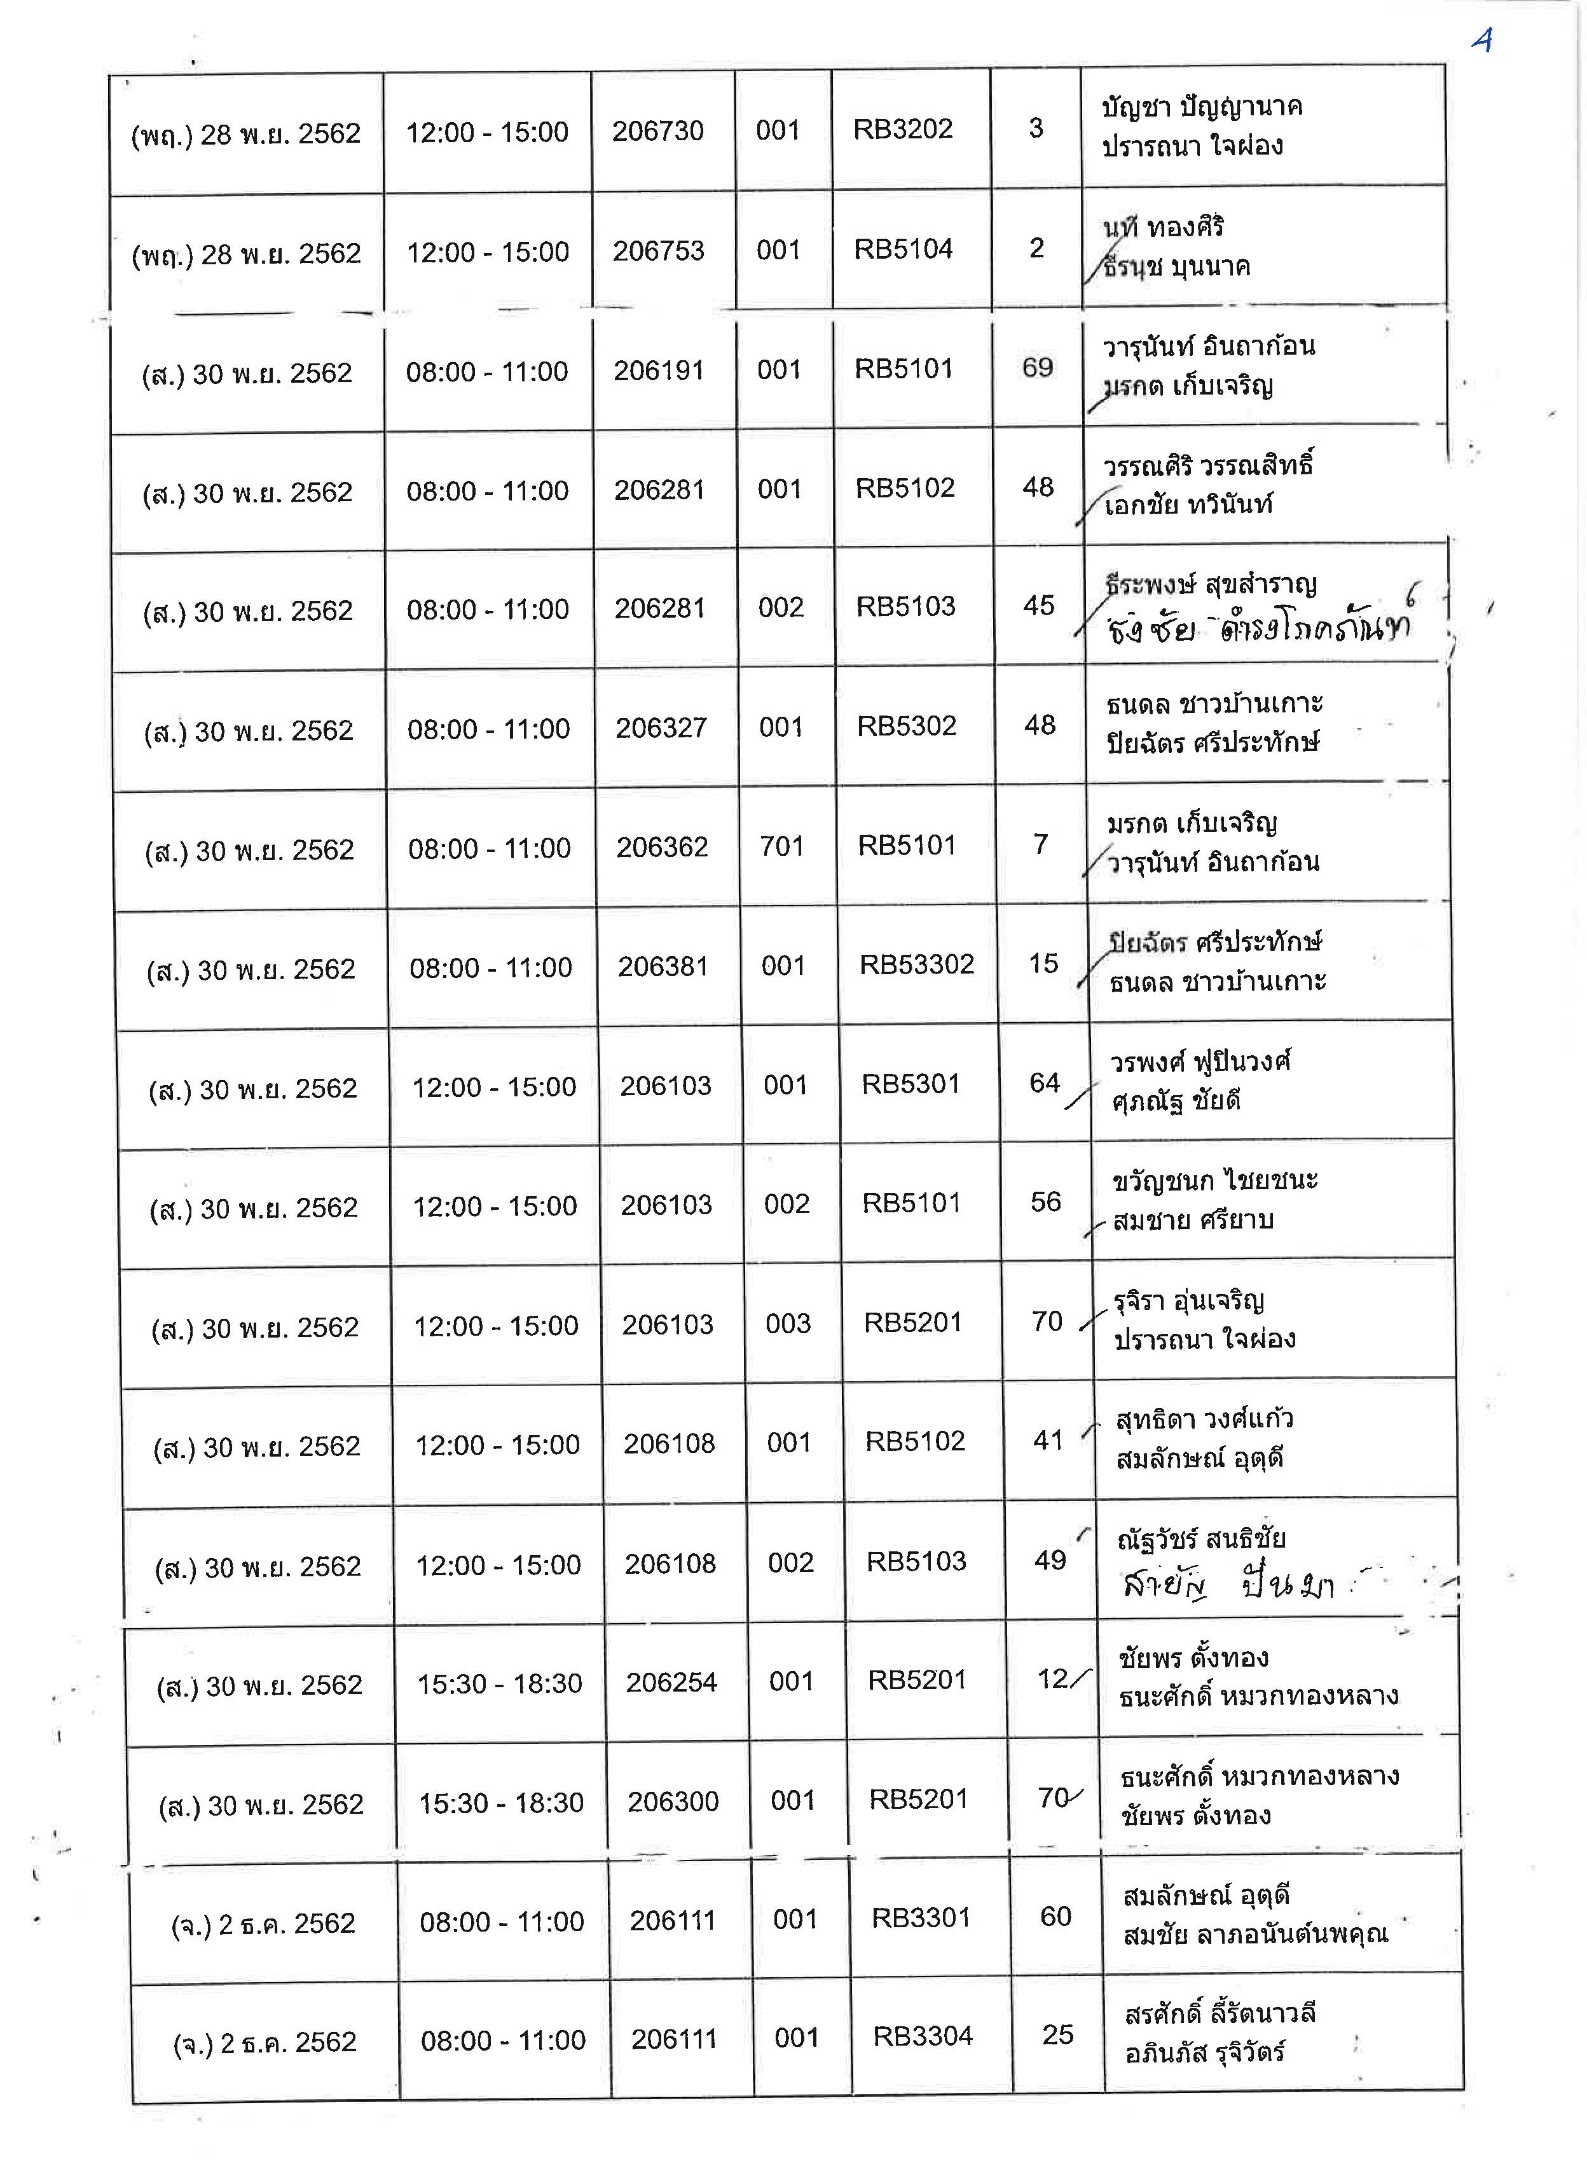 4
(พฤ.) 28 พ.ย. 2562 12:00 - 15:00 206730 001 RB3202 3 บัญชา ปัญญานาค
ปรารถนา ใจผ่อง
(พฤ.) 28 พ.ย. 2562 12:00 - 15:00 206753 001 RB5104 2 นที ทองศิริ
ธีรนุช บุนนาค
(ส.) 30 พ.ย. 2562 08:00 - 11:00 206191 001 RB5101 69 วารุนันท์ อินถาก้อน
มรกต เก็บเจริญ
(ส.) 30 พ.ย. 2562 08:00 - 11:00 206281 001 RB5102 48 วรรณศิริ วรรณสิทธิ์
เอกชัย ทวินันท์
(ส.) 30 พ.ย. 2562 08:00 - 11:00 206281 002 RB5103 45 ธีระพงษ์ สุขสำราญ
ธงชัย ดำรงโภคภัณฑ์
(ส.) 30 พ.ย. 2562 08:00 - 11:00 206327 001 RB5302 48 ธนดล ชาวบ้านเกาะ
ปิยฉัตร ศรีประทักษ์
(ส.) 30 พ.ย. 2562 08:00 - 11:00 206362 701 RB5101 7 มรกต เก็บเจริญ
วารุนันท์ อินถาก้อน
(ส.) 30 พ.ย. 2562 08:00 - 11:00 206381 001 RB53302 15 ปิยฉัตร ศรีประทักษ์
ธนดล ชาวบ้านเกาะ
(ส.) 30 พ.ย. 2562 12:00 - 15:00 206103 001 RB5301 64 วรพงศ์ ฟูปินวงศ์
ศุภณัฐ ชัยดี
(ส.) 30 พ.ย. 2562 12:00 - 15:00 206103 002 RB5101 56 ขวัญชนก ไชยชนะ
สมชาย ศรียาบ
(ส.) 30 พ.ย. 2562 12:00 - 15:00 206103 003 RB5201 70 รุจิรา อุ่นเจริญ
ปรารถนา ใจผ่อง
(ส.) 30 พ.ย. 2562 12:00 - 15:00 206108 001 RB5102 41 สุทธิดา วงศ์แก้ว
สมลักษณ์ อุตุดี
(ส.) 30 พ.ย. 2562 12:00 - 15:00 206108 002 RB5103 49 ณัฐวัชร์ สนธิชัย
สายัญ ปันมา
(ส.) 30 พ.ย. 2562 15:30 - 18:30 206254 001 RB5201 12 ชัยพร ตั้งทอง
ธนะศักดิ์ หมวกทองหลาง
(ส.) 30 พ.ย. 2562 15:30 - 18:30 206300 001 RB5201 70 ธนะศักดิ์ หมวกทองหลาง
ชัยพร ตั้งทอง
(จ.) 2 ธ.ค. 2562 08:00 - 11:00 206111 001 RB3301 60 สมลักษณ์ อุตุดี
สมชัย ลาภอนันต์นพคุณ
(จ.) 2 ธ.ค. 2562 08:00 - 11:00 206111 001 RB3304 25 สรศักดิ์ ลี้รัตนาวลี
อภินภัส รุจิวัตร์